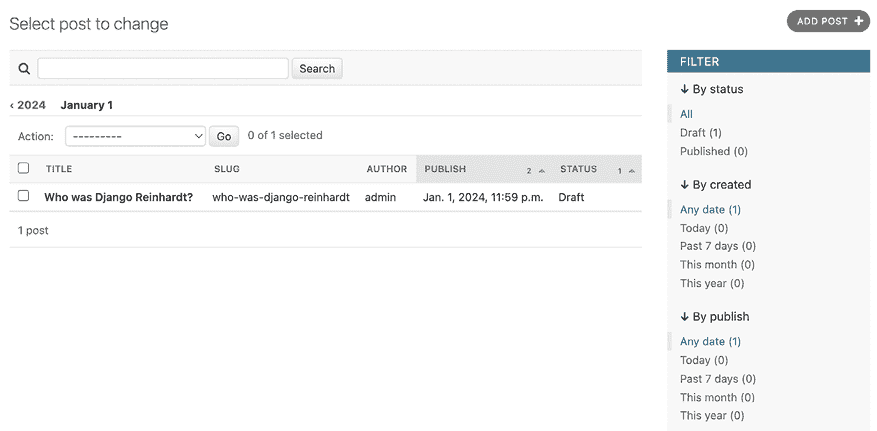 Select post to change
ADD POST +
Search
‹ 2024 January 1
Action: --------- Go 0 of 1 selected
TITLE SLUG AUTHOR PUBLISH 2 STATUS 1
Who was Django Reinhardt? who-was-django-reinhardt admin Jan. 1, 2024, 11:59 p.m. Draft
1 post
FILTER
↓ By status
All
Draft (1)
Published (0)
↓ By created
Any date (1)
Today (0)
Past 7 days (0)
This month (0)
This year (0)
↓ By publish
Any date (1)
Today (0)
Past 7 days (0)
This month (0)
This year (0)